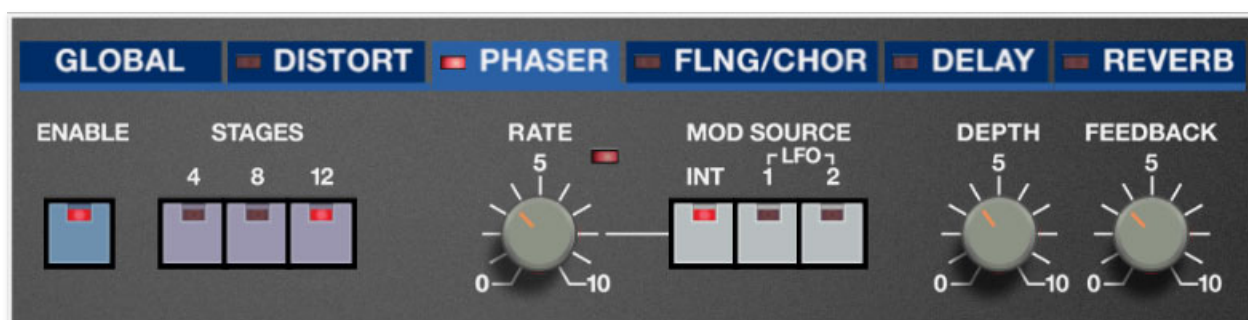 GLOBAL DISTORT PHASER FLNG/CHOR DELAY REVERB
ENABLE STAGES RATE MOD SOURCE DEPTH FEEDBACK
5 LFO 5 5
4 8 12 INT 1 2
0 10 0 10 0 10